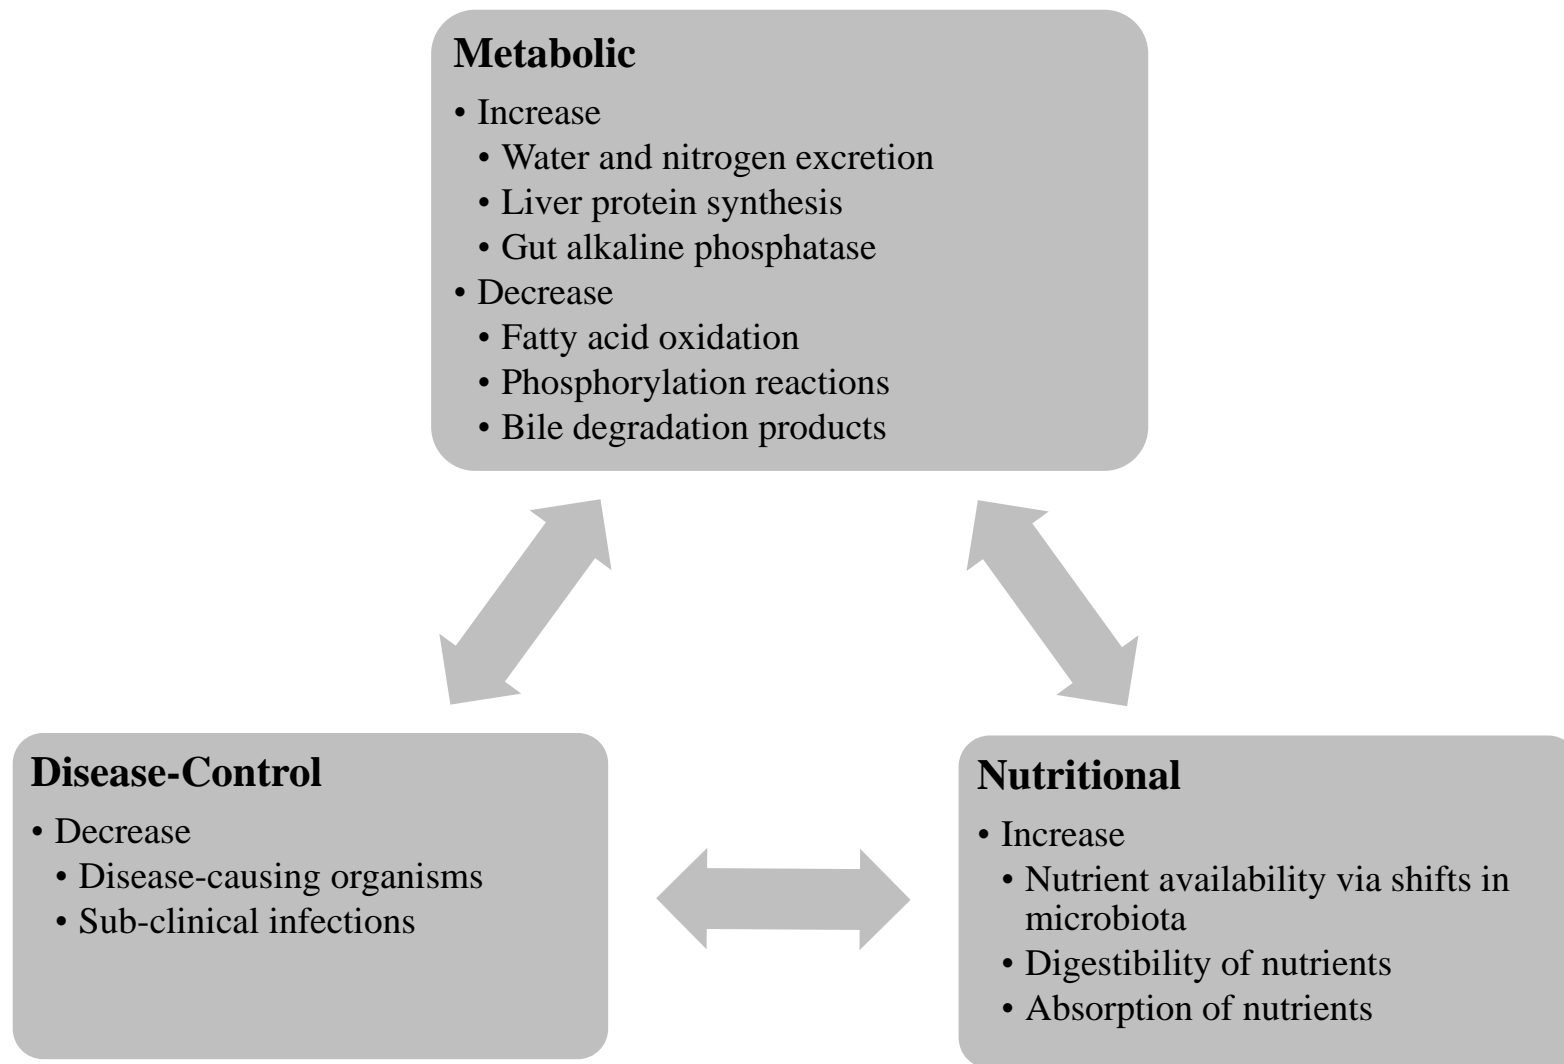 Metabolic
• Increase
• Water and nitrogen excretion
• Liver protein synthesis
• Gut alkaline phosphatase
• Decrease
• Fatty acid oxidation
• Phosphorylation reactions
• Bile degradation products
Disease-Control
• Decrease
• Disease-causing organisms
• Sub-clinical infections
Nutritional
• Increase
• Nutrient availability via shifts in
microbiota
• Digestibility of nutrients
• Absorption of nutrients